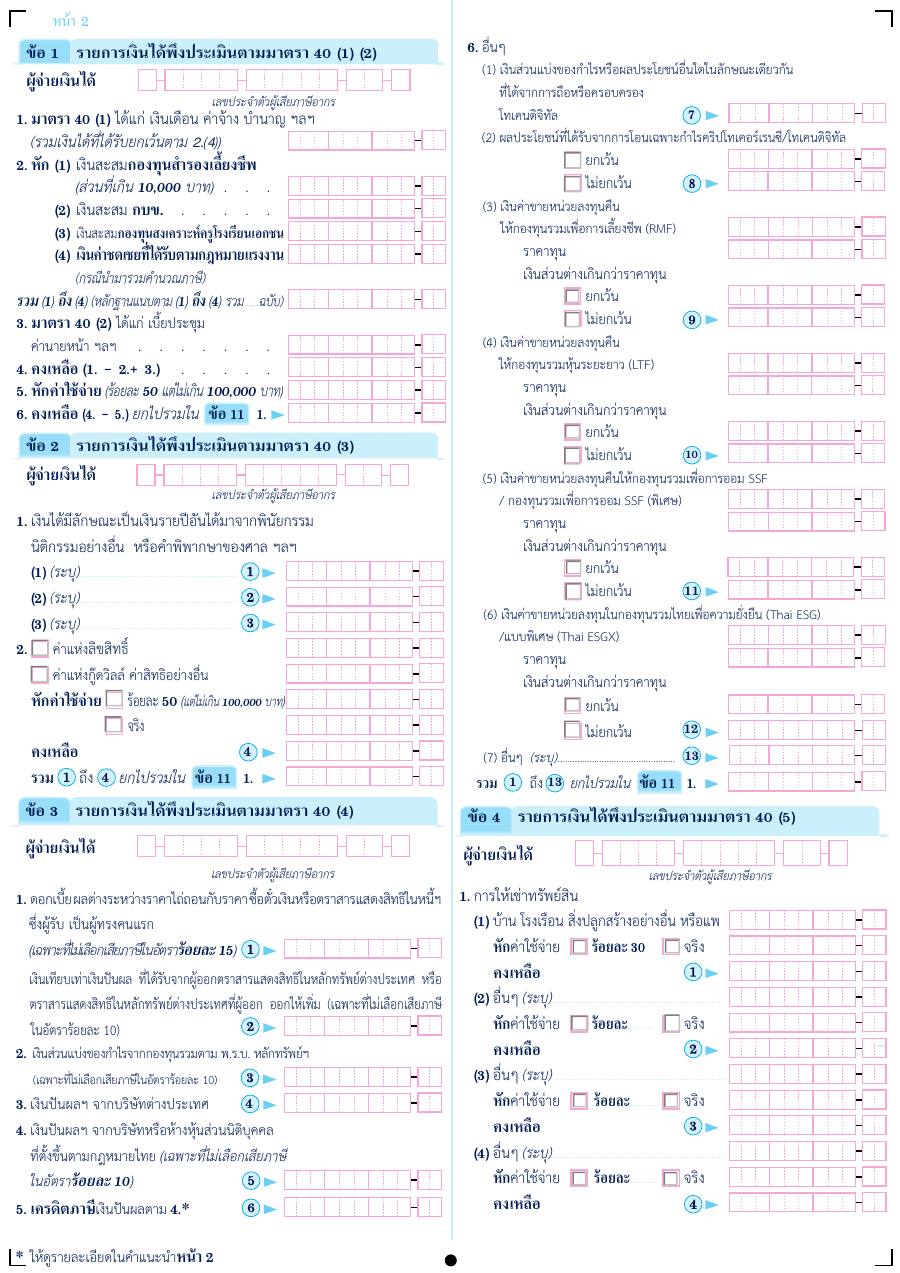 หน้า 2
ข้อ 1 รายการเงินได้พึงประเมินตามมาตรา 40 (1) (2)
ผู้จ่ายเงินได้
เลขประจำตัวผู้เสียภาษีอากร
1. มาตรา 40 (1) ได้แก่ เงินเดือน ค่าจ้าง บำนาญ ฯลฯ
(รวมเงินได้ที่ได้รับยกเว้นตาม 2.(4))
2. หัก (1) เงินสะสมกองทุนสำรองเลี้ยงชีพ
(ส่วนที่เกิน 10,000 บาท) . . .
(2) เงินสะสม กบข. . . . . .
(3) เงินสะสมกองทุนสงเคราะห์ครูโรงเรียนเอกชน
(4) เงินค่าชดเชยที่ได้รับตามกฎหมายแรงงาน
(กรณีนำมารวมคำนวณภาษี)
รวม (1) ถึง (4) (หลักฐานแนบตาม (1) ถึง (4) รวม......ฉบับ)
3. มาตรา 40 (2) ได้แก่ เบี้ยประชุม
ค่านายหน้า ฯลฯ . . . . . . .
4. คงเหลือ (1. - 2.+ 3.) . . . . .
5. หักค่าใช้จ่าย (ร้อยละ 50 แต่ไม่เกิน 100,000 บาท)
6. คงเหลือ (4. - 5.) ยกไปรวมใน ข้อ 11 1.
ข้อ 2 รายการเงินได้พึงประเมินตามมาตรา 40 (3)
ผู้จ่ายเงินได้
เลขประจำตัวผู้เสียภาษีอากร
1. เงินได้มีลักษณะเป็นเงินรายปีอันได้มาจากพินัยกรรม
นิติกรรมอย่างอื่น หรือคำพิพากษาของศาล ฯลฯ
(1) (ระบุ) 1
(2) (ระบุ) 2
(3) (ระบุ) 3
2. ค่าแห่งลิขสิทธิ์
ค่าแห่งกู๊ดวิลล์ ค่าสิทธิอย่างอื่น
หักค่าใช้จ่าย ร้อยละ 50 (แต่ไม่เกิน 100,000 บาท)
จริง
คงเหลือ 4
รวม 1 ถึง 4 ยกไปรวมใน ข้อ 11 1.
ข้อ 3 รายการเงินได้พึงประเมินตามมาตรา 40 (4)
ผู้จ่ายเงินได้
เลขประจำตัวผู้เสียภาษีอากร
1. ดอกเบี้ย ผลต่างระหว่างราคาไถ่ถอนกับราคาซื้อตั๋วเงินหรือตราสารแสดงสิทธิในหนี้ฯ
ซึ่งผู้รับ เป็นผู้ทรงคนแรก
(เฉพาะที่ไม่เลือกเสียภาษีในอัตราร้อยละ 15) 1
เงินเทียบเท่าเงินปันผล ที่ได้รับจากผู้ออกตราสารแสดงสิทธิในหลักทรัพย์ต่างประเทศ หรือ
ตราสารแสดงสิทธิในหลักทรัพย์ต่างประเทศที่ผู้ออก ออกให้เพิ่ม (เฉพาะที่ไม่เลือกเสียภาษี
ในอัตราร้อยละ 10) 2
2. เงินส่วนแบ่งของกำไรจากกองทุนรวมตาม พ.ร.บ. หลักทรัพย์ฯ
(เฉพาะที่ไม่เลือกเสียภาษีในอัตราร้อยละ 10) 3
3. เงินปันผลฯ จากบริษัทต่างประเทศ 4
4. เงินปันผลฯ จากบริษัทหรือห้างหุ้นส่วนนิติบุคคล
ที่ตั้งขึ้นตามกฎหมายไทย (เฉพาะที่ไม่เลือกเสียภาษี
ในอัตราร้อยละ 10) 5
5. เครดิตภาษีเงินปันผลตาม 4.* 6
* ให้ดูรายละเอียดในคำแนะนำหน้า 2
6. อื่นๆ
(1) เงินส่วนแบ่งของกำไรหรือผลประโยชน์อื่นใดในลักษณะเดียวกัน
ที่ได้จากการถือหรือครอบครอง
โทเคนดิจิทัล 7
(2) ผลประโยชน์ที่ได้รับจากการโอนเฉพาะกำไรคริปโทเคอร์เรนซี/โทเคนดิจิทัล
ยกเว้น
ไม่ยกเว้น 8
(3) เงินค่าขายหน่วยลงทุนคืน
ให้กองทุนรวมเพื่อการเลี้ยงชีพ (RMF)
ราคาทุน
เงินส่วนต่างเกินกว่าราคาทุน
ยกเว้น
ไม่ยกเว้น 9
(4) เงินค่าขายหน่วยลงทุนคืน
ให้กองทุนรวมหุ้นระยะยาว (LTF)
ราคาทุน
เงินส่วนต่างเกินกว่าราคาทุน
ยกเว้น
ไม่ยกเว้น 10
(5) เงินค่าขายหน่วยลงทุนคืนให้กองทุนรวมเพื่อการออม SSF
/ กองทุนรวมเพื่อการออม SSF (พิเศษ)
ราคาทุน
เงินส่วนต่างเกินกว่าราคาทุน
ยกเว้น
ไม่ยกเว้น 11
(6) เงินค่าขายหน่วยลงทุนในกองทุนรวมไทยเพื่อความยั่งยืน (Thai ESG)
/แบบพิเศษ (Thai ESGX)
ราคาทุน
เงินส่วนต่างเกินกว่าราคาทุน
ยกเว้น
ไม่ยกเว้น 12
(7) อื่นๆ (ระบุ)........................................ 13
รวม 1 ถึง 13 ยกไปรวมใน ข้อ 11 1.
ข้อ 4 รายการเงินได้พึงประเมินตามมาตรา 40 (5)
ผู้จ่ายเงินได้
เลขประจำตัวผู้เสียภาษีอากร
1. การให้เช่าทรัพย์สิน
(1) บ้าน โรงเรือน สิ่งปลูกสร้างอย่างอื่น หรือแพ
หักค่าใช้จ่าย ร้อยละ 30 จริง
คงเหลือ 1
(2) อื่นๆ (ระบุ)
หักค่าใช้จ่าย ร้อยละ จริง
คงเหลือ 2
(3) อื่นๆ (ระบุ)
หักค่าใช้จ่าย ร้อยละ จริง
คงเหลือ 3
(4) อื่นๆ (ระบุ)
หักค่าใช้จ่าย ร้อยละ จริง
คงเหลือ 4